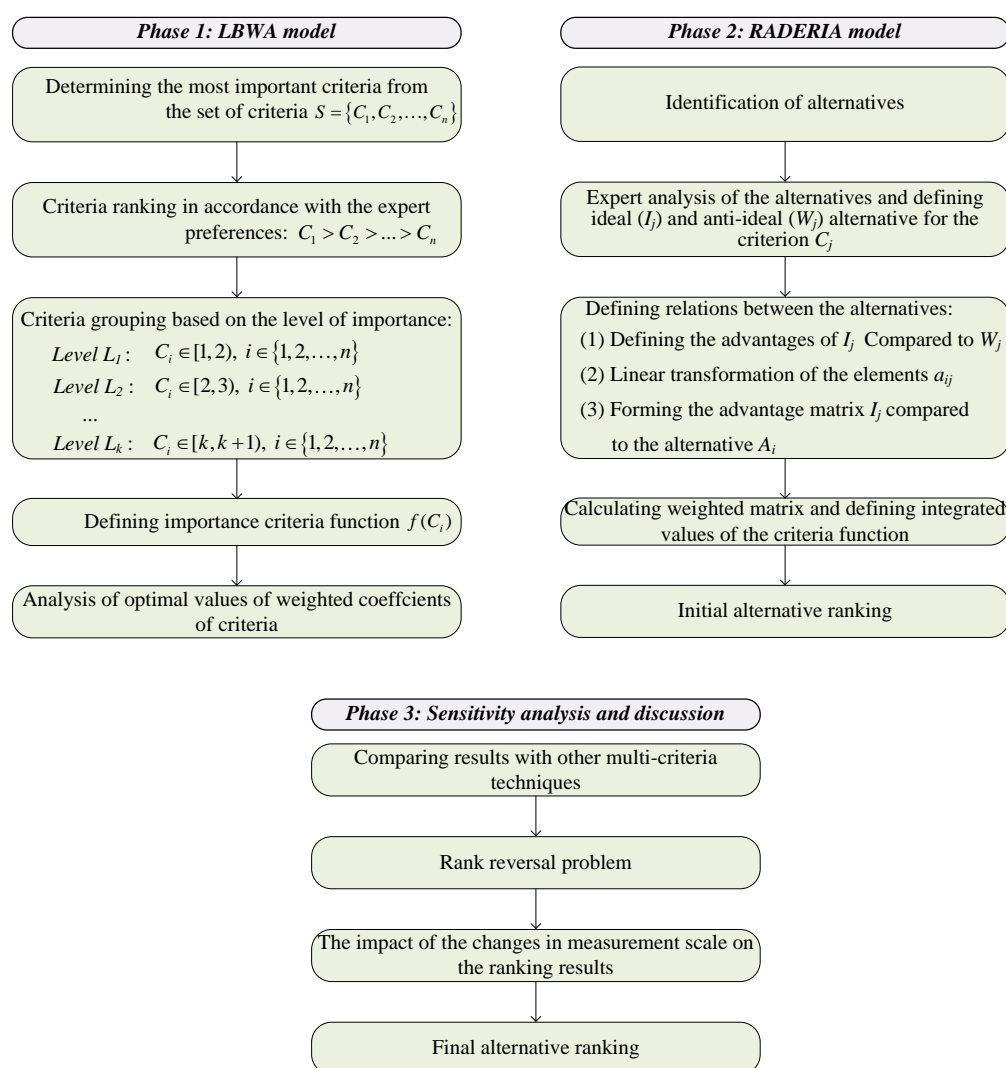 Phase 1: LBWA model
Determining the most important criteria from
the set of criteria S = {C₁, C₂, …, Cₙ}
Criteria ranking in accordance with the expert
preferences: C₁ > C₂ > ... > Cₙ
Criteria grouping based on the level of importance:
Level L₁ : Cᵢ ∈ [1, 2), i ∈ {1, 2, …, n}
Level L₂ : Cᵢ ∈ [2, 3), i ∈ {1, 2, …, n}
...
Level Lₖ : Cᵢ ∈ [k, k + 1), i ∈ {1, 2, …, n}
Defining importance criteria function f(Cᵢ)
Analysis of optimal values of weighted coeffcients
of criteria
Phase 2: RADERIA model
Identification of alternatives
Expert analysis of the alternatives and defining
ideal (Iⱼ) and anti-ideal (Wⱼ) alternative for the
criterion Cⱼ
Defining relations between the alternatives:
(1) Defining the advantages of Iⱼ Compared to Wⱼ
(2) Linear transformation of the elements aᵢⱼ
(3) Forming the advantage matrix Iⱼ compared
to the alternative Aᵢ
Calculating weighted matrix and defining integrated
values of the criteria function
Initial alternative ranking
Phase 3: Sensitivity analysis and discussion
Comparing results with other multi-criteria
techniques
Rank reversal problem
The impact of the changes in measurement scale on
the ranking results
Final alternative ranking